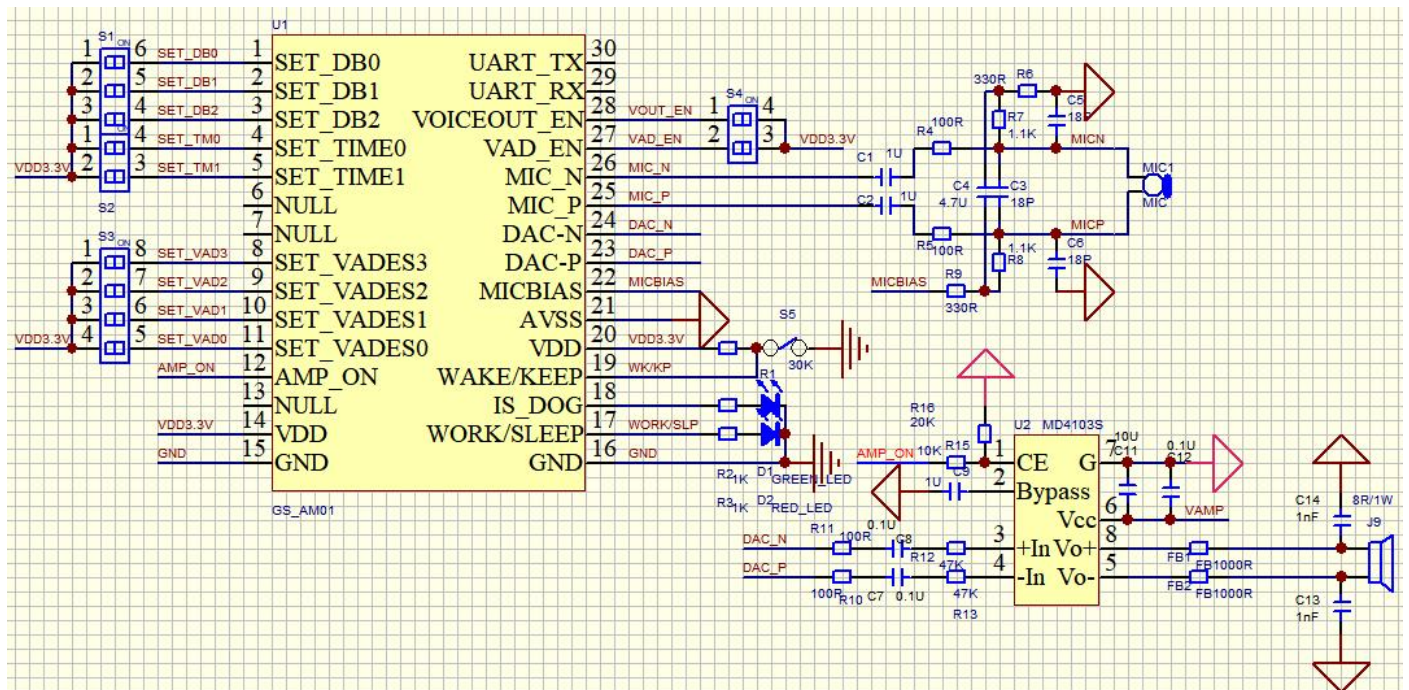 U1
S1
ON
1 6 SET_DB0 1 SET_DB0
2 5 SET_DB1 2 SET_DB1
3 4 SET_DB2 3 SET_DB2
ON
1 4 SET_TM0 4 SET_TIME0
VDD3.3V 2 3 SET_TM1 5 SET_TIME1
6 NULL
S2
7 NULL
S3
ON
1 8 SET_VAD3 8 SET_VADES3
2 7 SET_VAD2 9 SET_VADES2
3 6 SET_VAD1 10 SET_VADES1
VDD3.3V 4 5 SET_VAD0 11 SET_VADES0
AMP_ON 12 AMP_ON
13 NULL
VDD3.3V 14 VDD
GND 15 GND
GS_AM01
UART_TX 30
UART_RX 29
VOICEOUT_EN 28 VOUT_EN
VAD_EN 27 VAD_EN
MIC_N 26 MIC_N
MIC_P 25 MIC_P
DAC-N 24 DAC_N
DAC-P 23 DAC_P
MICBIAS 22 MICBIAS
AVSS 21
VDD 20 VDD3.3V
WAKE/KEEP 19 WK/KP
IS_DOG 18
WORK/SLEEP 17 WORK/SLP
GND 16 GND
S4
ON
1 4
2 3
VDD3.3V
S5
30K
R1
R2 1K D1 GREEN_LED
R3 1K D2 RED_LED
330R R6
C5
18P
R7
1.1K
R4 100R
MICN
C1 1U
C4
4.7U
C3
18P
MIC1
MIC
C2 1U
MICP
R5 100R
1.1K
R8
C6
18P
MICBIAS R9
330R
R16
20K
U2 MD4103S
10U
C11
0.1U
C12
AMP_ON 10K R15 1 CE G 7
1U C9 2 Bypass
Vcc 6 VAMP
C14
1nF
8R/1W
J9
R11 100R
0.1U
C8
R12
47K
DAC_N 3 +In Vo+ 8
FB1 FB1000R
DAC_P 4 -In Vo- 5
FB2 FB1000R
100R R10 C7 0.1U 47K
R13
C13
1nF